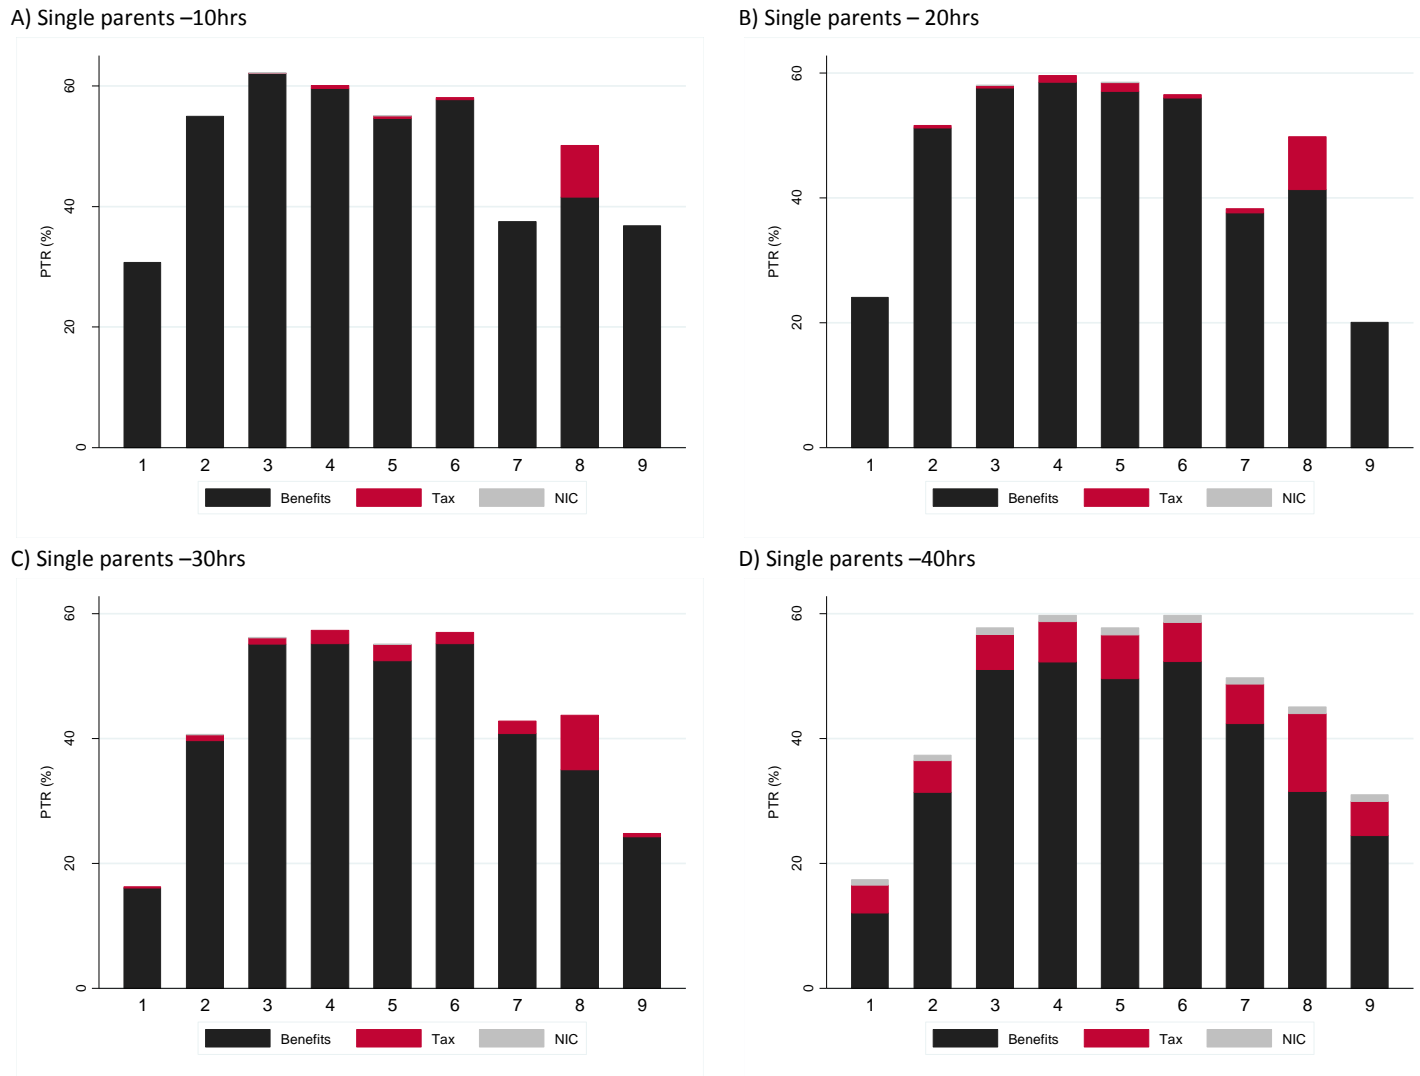 A) Single parents –10hrs
PTR (%)
60
40
20
0
1 2 3 4 5 6 7 8 9
Benefits Tax NIC
B) Single parents – 20hrs
PTR (%)
60
40
20
0
1 2 3 4 5 6 7 8 9
Benefits Tax NIC
C) Single parents –30hrs
PTR (%)
60
40
20
0
1 2 3 4 5 6 7 8 9
Benefits Tax NIC
D) Single parents –40hrs
PTR (%)
60
40
20
0
1 2 3 4 5 6 7 8 9
Benefits Tax NIC